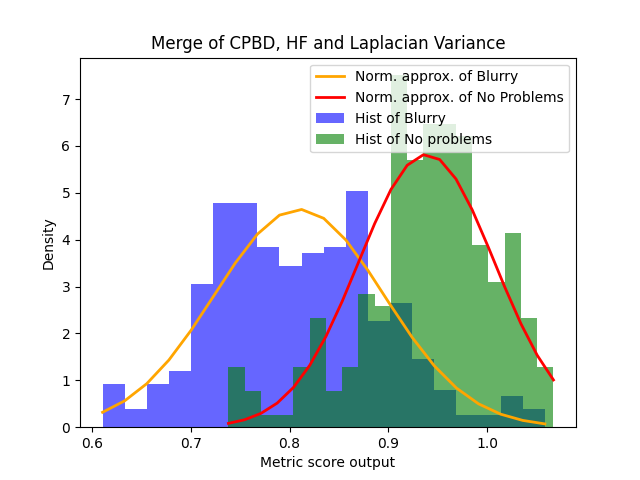 Merge of CPBD, HF and Laplacian Variance
Norm. approx. of Blurry
Norm. approx. of No Problems
Hist of Blurry
Hist of No problems
Density
7
6
5
4
3
2
1
0
0.6 0.7 0.8 0.9 1.0
Metric score output